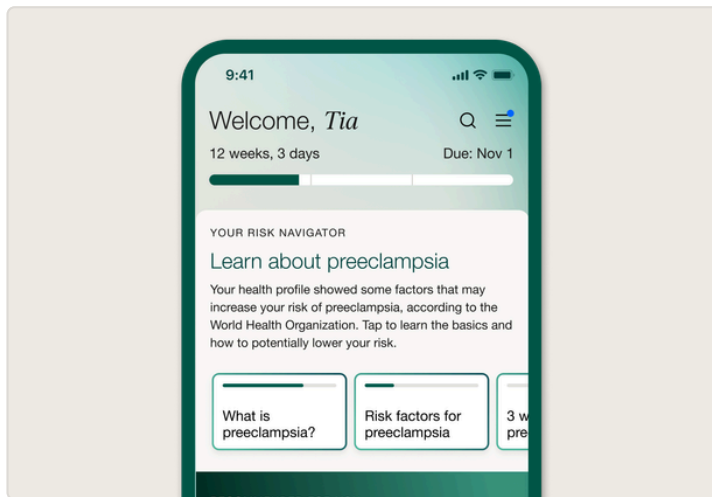 9:41
Welcome, Tia
12 weeks, 3 days
Due: Nov 1
YOUR RISK NAVIGATOR
Learn about preeclampsia
Your health profile showed some factors that may
increase your risk of preeclampsia, according to the
World Health Organization. Tap to learn the basics and
how to potentially lower your risk.
What is
preeclampsia?
Risk factors for
preeclampsia
3 w
pre